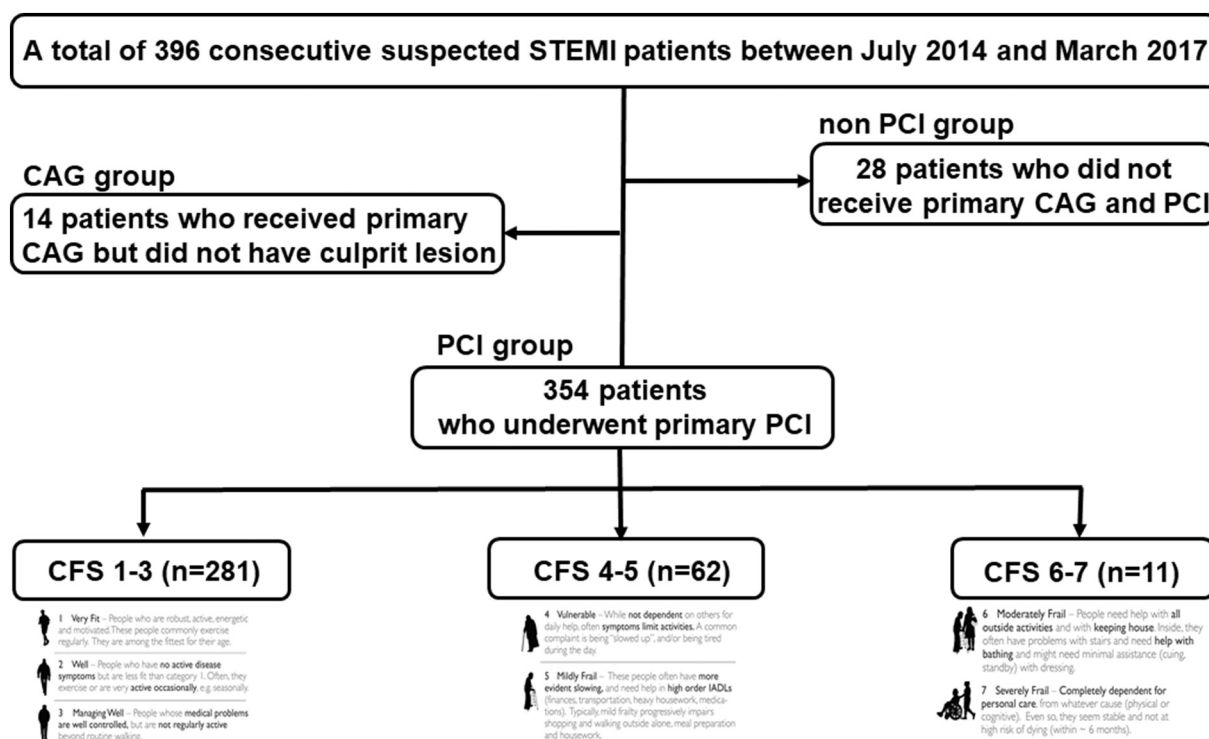 A total of 396 consecutive suspected STEMI patients between July 2014 and March 2017
non PCI group
28 patients who did not
receive primary CAG and PCI
CAG group
14 patients who received primary
CAG but did not have culprit lesion
PCI group
354 patients
who underwent primary PCI
CFS 1-3 (n=281)
1 Very Fit – People who are robust, active, energetic
and motivated. These people commonly exercise
regularly. They are among the fittest for their age.
2 Well – People who have no active disease
symptoms but are less fit than category 1. Often, they
exercise or are very active occasionally, e.g. seasonally.
3 Managing Well – People whose medical problems
are well controlled, but are not regularly active
beyond routine walking.
CFS 4-5 (n=62)
4 Vulnerable – While not dependent on others for
daily help, often symptoms limit activities. A common
complaint is being “slowed up”, and/or being tired
during the day.
5 Mildly Frail – These people often have more
evident slowing, and need help in high order IADLs
(finances, transportation, heavy housework, medica-
tions). Typically, mild frailty progressively impairs
shopping and walking outside alone, meal preparation
and housework.
CFS 6-7 (n=11)
6 Moderately Frail – People need help with all
outside activities and with keeping house. Inside, they
often have problems with stairs and need help with
bathing and might need minimal assistance (cuing,
standby) with dressing.
7 Severely Frail – Completely dependent for
personal care, from whatever cause (physical or
cognitive). Even so, they seem stable and not at
high risk of dying (within ~ 6 months).